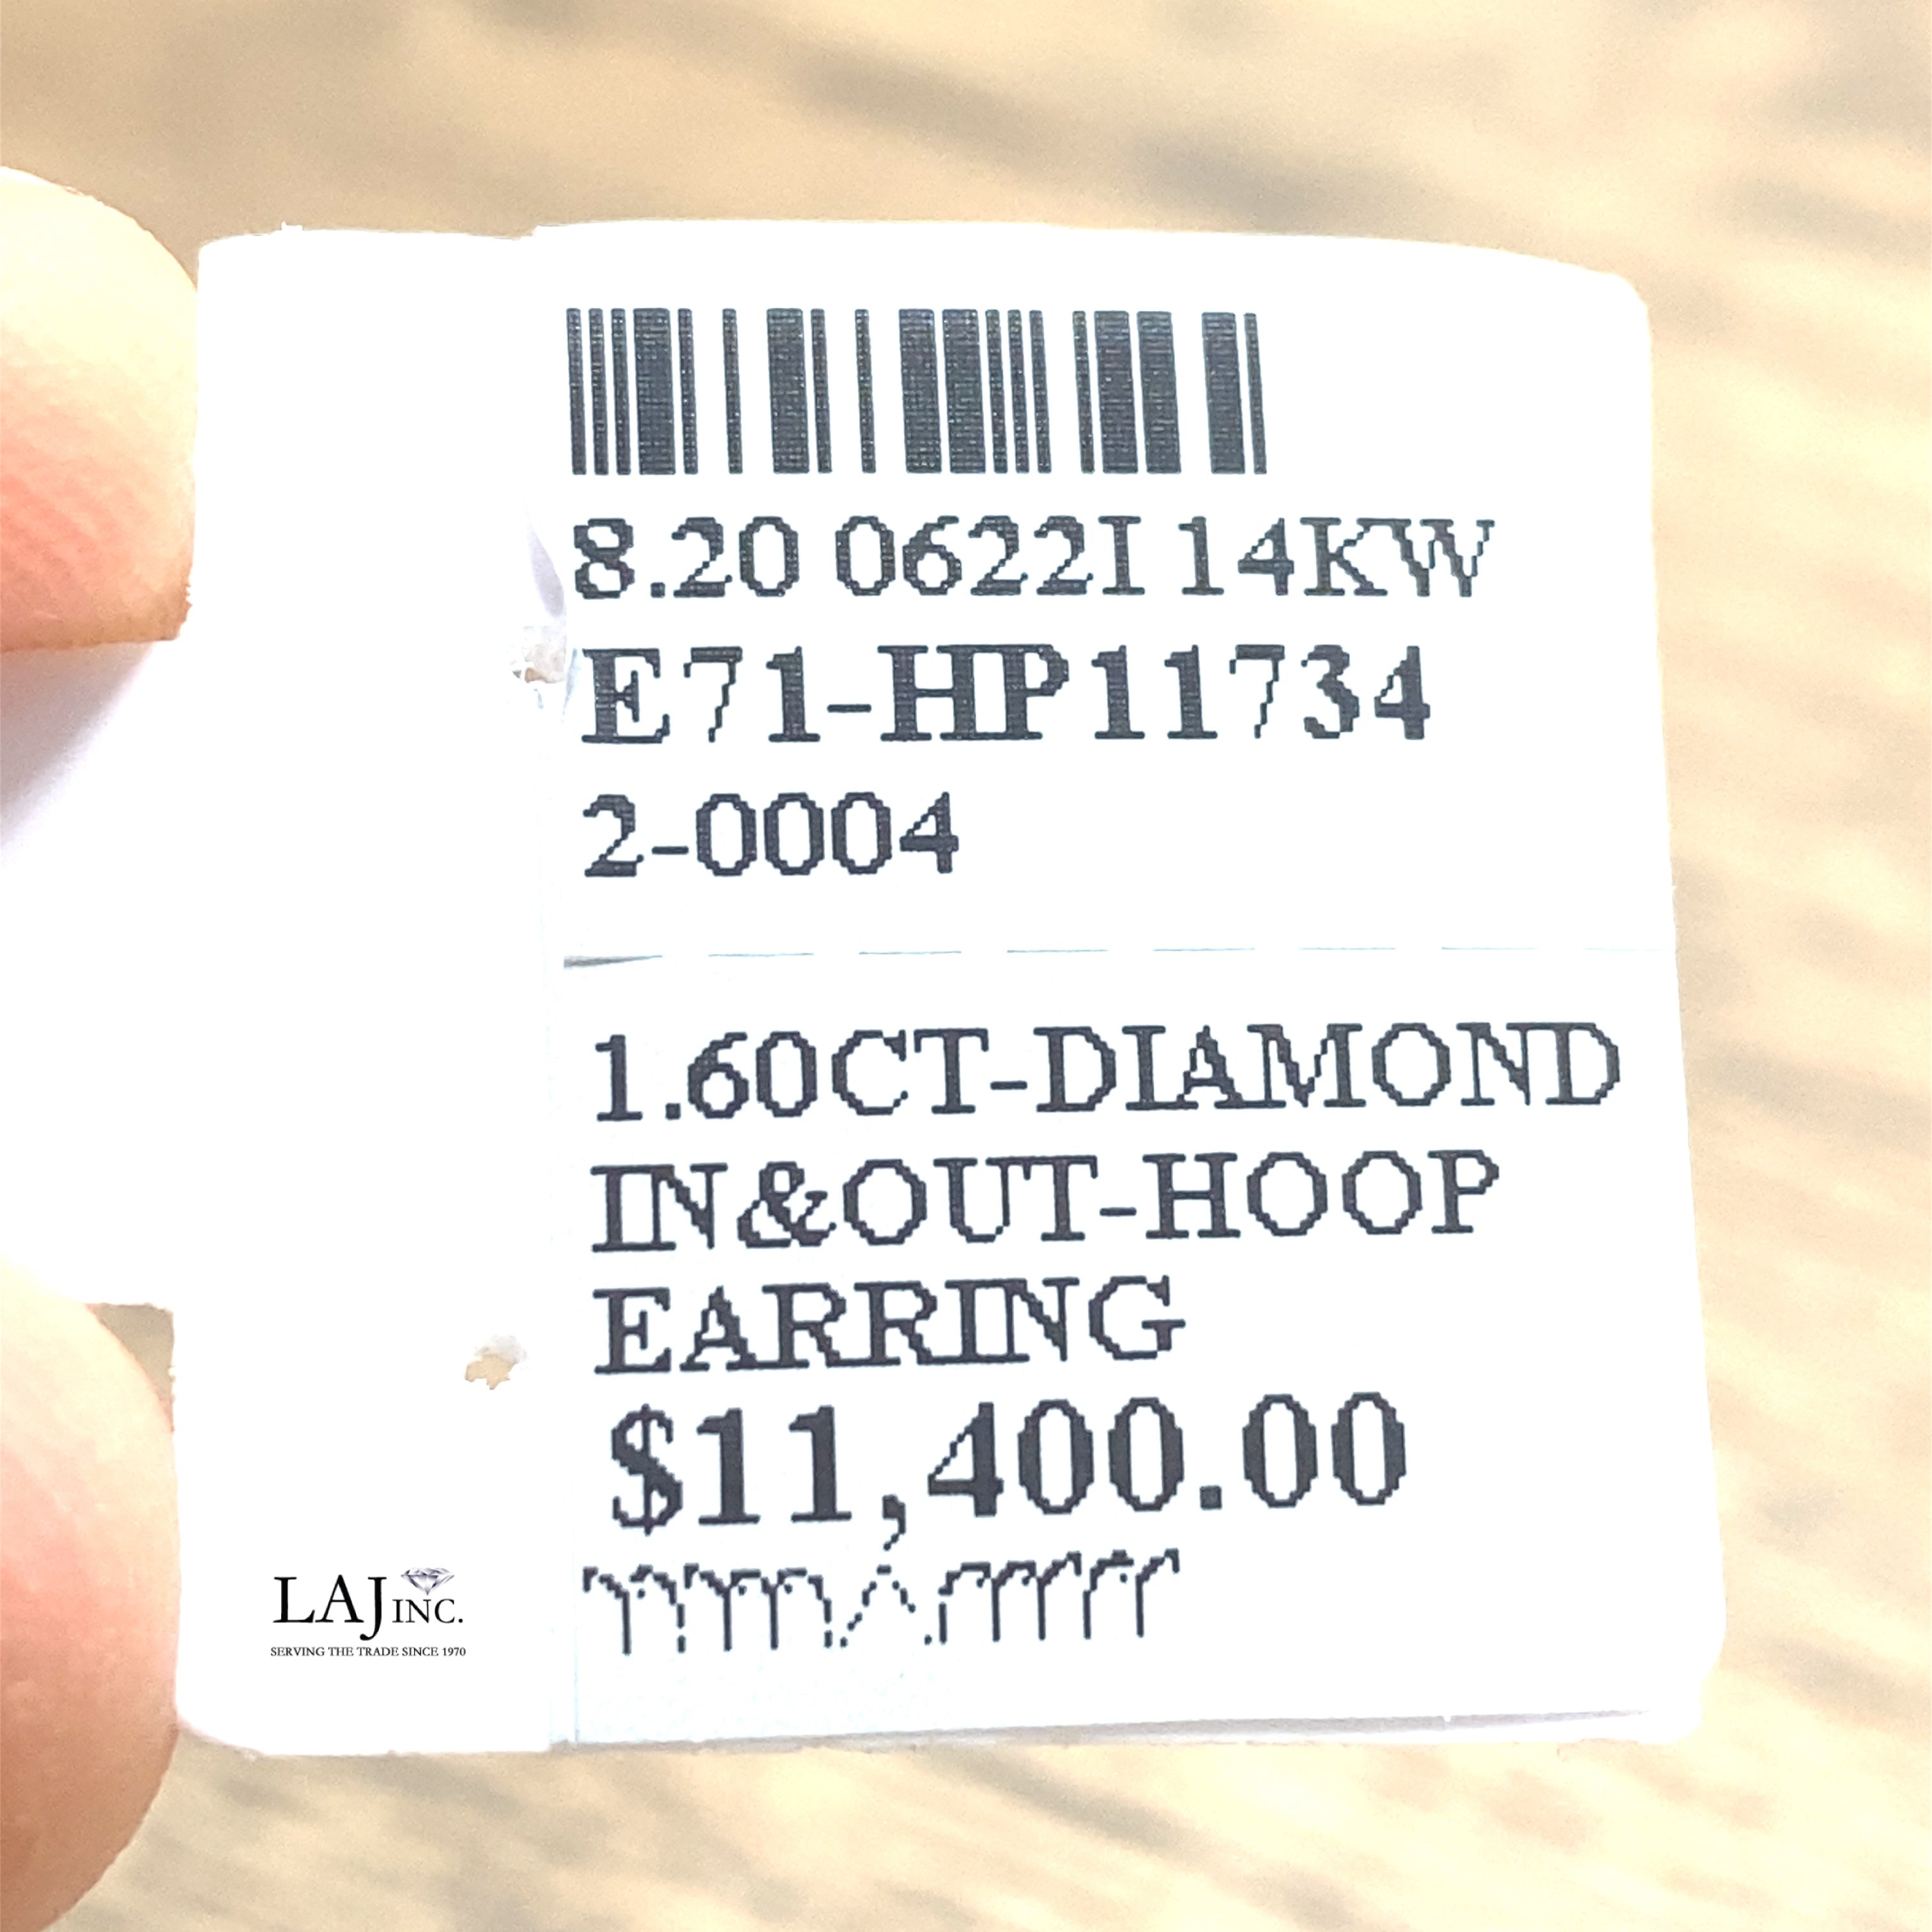 8.20 0622I 14KW
E71-HP11734
2-0004
1.60CT-DIAMOND
IN&OUT-HOOP
EARRING
$11,400.00
LAJ INC.
SERVING THE TRADE SINCE 1970